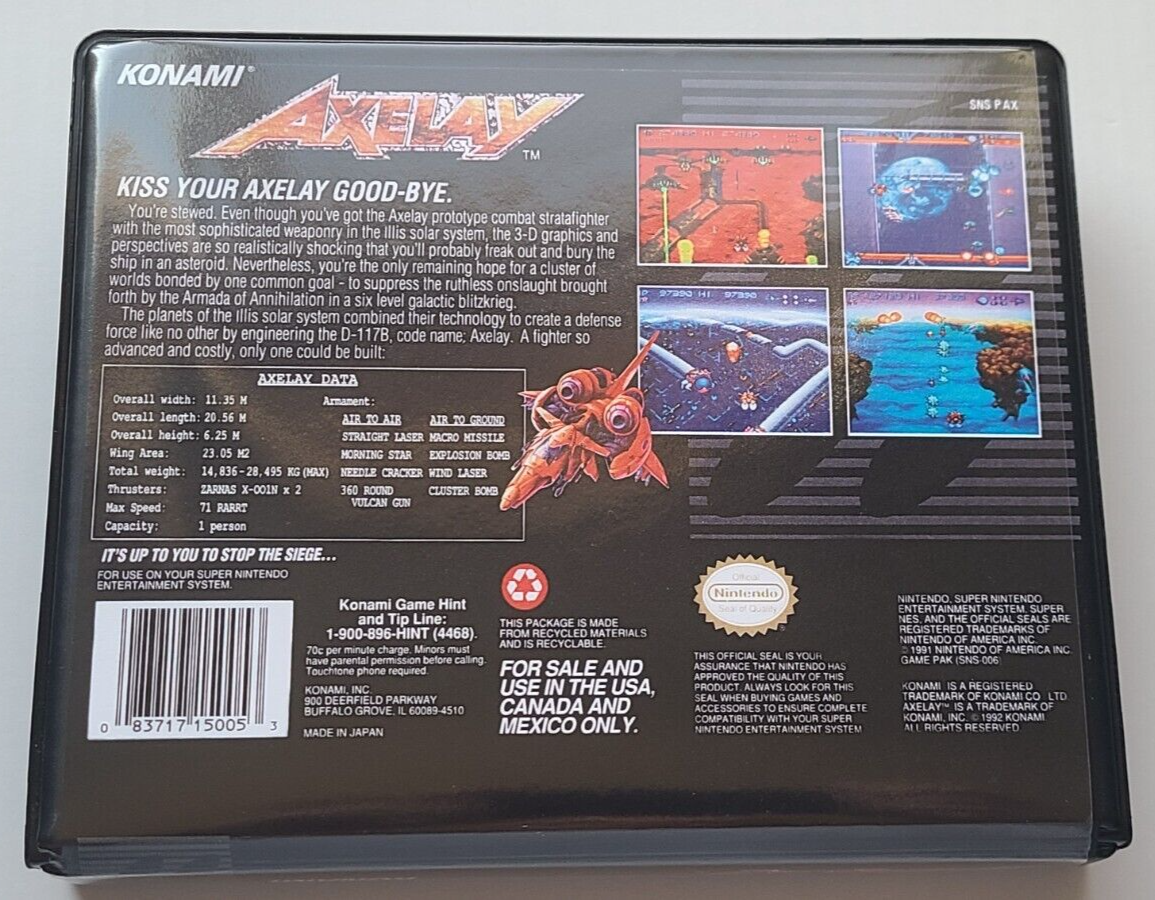 KONAMI®
AXELAY™
SNS P AX
KISS YOUR AXELAY GOOD-BYE.
You're stewed. Even though you've got the Axelay prototype combat stratafighter
with the most sophisticated weaponry in the Illis solar system, the 3-D graphics and
perspectives are so realistically shocking that you'll probably freak out and bury the
ship in an asteroid. Nevertheless, you're the only remaining hope for a cluster of
worlds bonded by one common goal - to suppress the ruthless onslaught brought
forth by the Armada of Annihilation in a six level galactic blitzkrieg.
The planets of the Illis solar system combined their technology to create a defense
force like no other by engineering the D-117B, code name: Axelay. A fighter so
advanced and costly, only one could be built:
AXELAY DATA
Overall width: 11.35 M
Overall length: 20.56 M
Overall height: 6.25 M
Wing Area: 23.05 M2
Total weight: 14,836-28,495 KG (MAX)
Thrusters: ZARNAS X-001N x 2
Max Speed: 71 RARRT
Capacity: 1 person
Armament:
AIR TO AIR
STRAIGHT LASER
MORNING STAR
NEEDLE CRACKER
360 ROUND
VULCAN GUN
AIR TO GROUND
MACRO MISSILE
EXPLOSION BOMB
WIND LASER
CLUSTER BOMB
97390 HI 97390
IT'S UP TO YOU TO STOP THE SIEGE...
FOR USE ON YOUR SUPER NINTENDO
ENTERTAINMENT SYSTEM.
0 83717 15005 3
Konami Game Hint
and Tip Line:
1-900-896-HINT (4468).
70c per minute charge. Minors must
have parental permission before calling.
Touchtone phone required.
KONAMI, INC.
900 DEERFIELD PARKWAY
BUFFALO GROVE, IL 60089-4510
MADE IN JAPAN
THIS PACKAGE IS MADE
FROM RECYCLED MATERIALS
AND IS RECYCLABLE.
FOR SALE AND
USE IN THE USA,
CANADA AND
MEXICO ONLY.
Official
Nintendo
Seal of Quality
THIS OFFICIAL SEAL IS YOUR
ASSURANCE THAT NINTENDO HAS
APPROVED THE QUALITY OF THIS
PRODUCT. ALWAYS LOOK FOR THIS
SEAL WHEN BUYING GAMES AND
ACCESSORIES TO ENSURE COMPLETE
COMPATIBILITY WITH YOUR SUPER
NINTENDO ENTERTAINMENT SYSTEM
NINTENDO, SUPER NINTENDO
ENTERTAINMENT SYSTEM, SUPER
NES, AND THE OFFICIAL SEALS ARE
REGISTERED TRADEMARKS OF
NINTENDO OF AMERICA INC.
© 1991 NINTENDO OF AMERICA INC.
GAME PAK (SNS-006)
KONAMI IS A REGISTERED
TRADEMARK OF KONAMI CO. LTD.
AXELAY™ IS A TRADEMARK OF
KONAMI, INC. © 1992 KONAMI
ALL RIGHTS RESERVED.